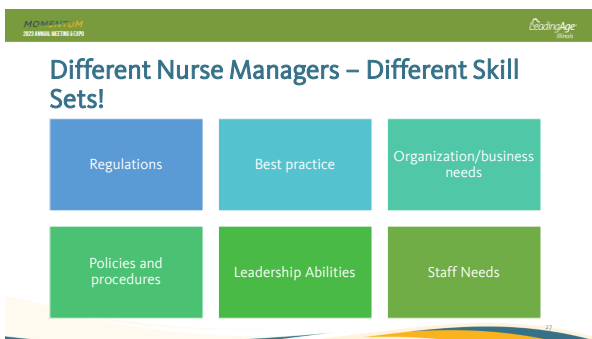 MOMENTUM
2023 ANNUAL MEETING & EXPO
LeadingAge
Illinois
Different Nurse Managers – Different Skill
Sets!
Regulations
Best practice
Organization/business
needs
Policies and
procedures
Leadership Abilities
Staff Needs
27